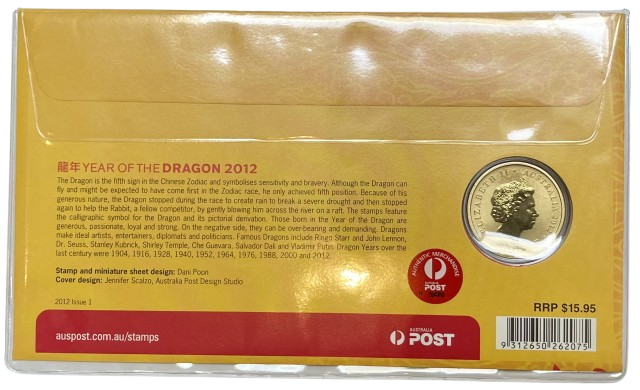 龍年 YEAR OF THE DRAGON 2012
The Dragon is the fifth sign in the Chinese Zodiac and symbolises sensitivity and bravery. Although the Dragon can
fly and might be expected to have come first in the Zodiac race, he only achieved fifth position. Because of his
generous nature, the Dragon stopped during the race to create rain to break a severe drought and then stopped
again to help the Rabbit, a fellow competitor, by gently blowing him across the river on a raft. The stamps feature
the calligraphic symbol for the Dragon and its pictorial derivation. Those born in the Year of the Dragon are
generous, passionate, loyal and strong. On the negative side, they can be over-bearing and demanding. Dragons
make ideal artists, entertainers, diplomats and politicians. Famous Dragons include Ringo Starr and John Lennon,
Dr. Seuss, Stanley Kubrick, Shirley Temple, Che Guevara, Salvador Dali and Vladimir Putin. Dragon Years over the
last century were 1904, 1916, 1928, 1940, 1952, 1964, 1976, 1988, 2000 and 2012.
Stamp and miniature sheet design: Dani Poon
Cover design: Jennifer Scalzo, Australia Post Design Studio
2012 Issue 1
ELIZABETH II AUSTRALIA 2012
AUTHENTIC MERCHANDISE
AUSTRALIA
POST
RRP $15.95
9 312650 262075
auspost.com.au/stamps
AUSTRALIA
POST